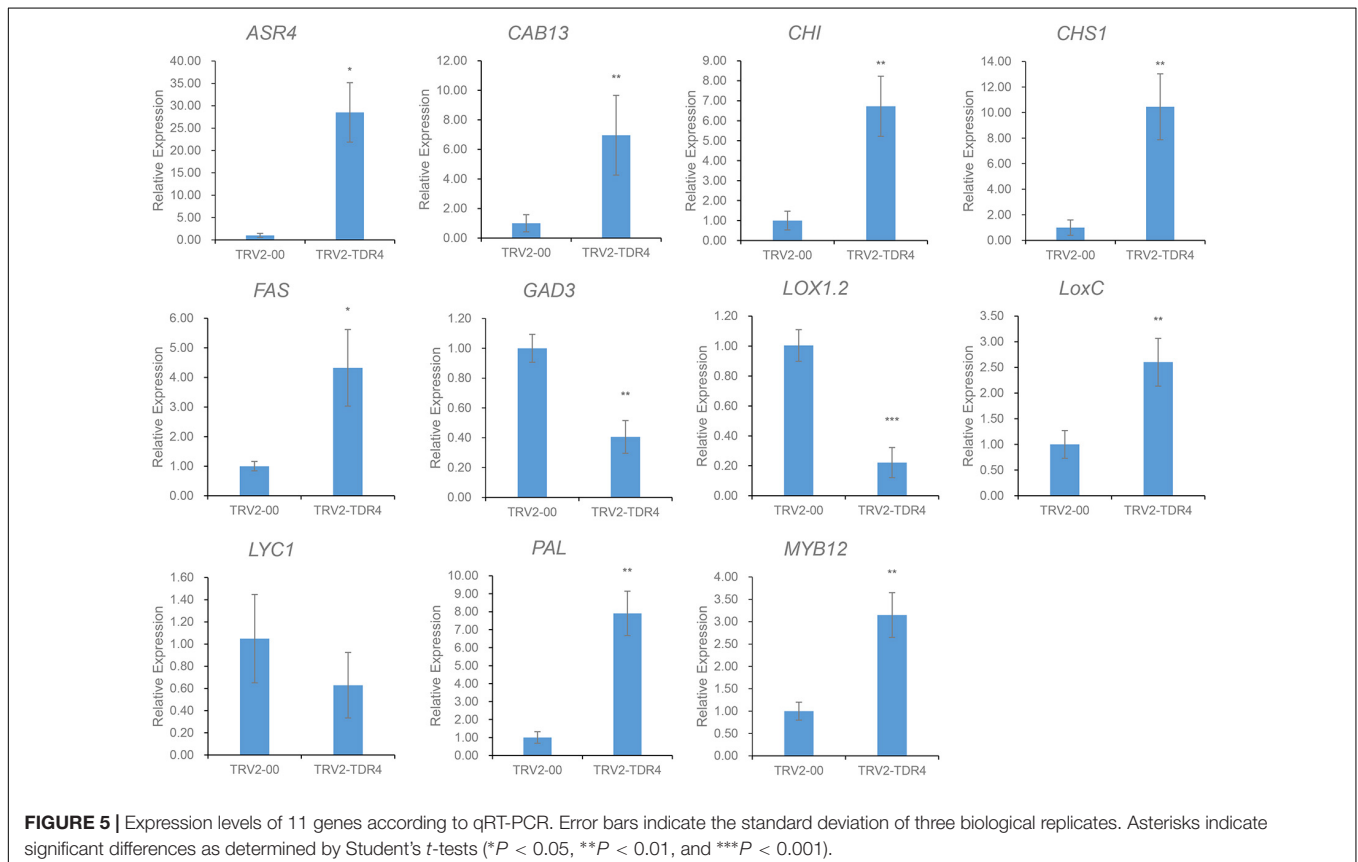 ASR4
CAB13
CHI
CHS1
Relative Expression
40.00
35.00
30.00
25.00
20.00
15.00
10.00
5.00
0.00
*
TRV2-00 TRV2-TDR4
Relative Expression
12.00
10.00
8.00
6.00
4.00
2.00
0.00
**
TRV2-00 TRV2-TDR4
Relative Expression
9.00
8.00
7.00
6.00
5.00
4.00
3.00
2.00
1.00
0.00
**
TRV2-00 TRV2-TDR4
Relative Expression
14.00
12.00
10.00
8.00
6.00
4.00
2.00
0.00
**
TRV2-00 TRV2-TDR4
FAS
GAD3
LOX1.2
LoxC
Relative Expression
6.00
5.00
4.00
3.00
2.00
1.00
0.00
*
TRV2-00 TRV2-TDR4
Relative Expression
1.20
1.00
0.80
0.60
0.40
0.20
0.00
**
TRV2-00 TRV2-TDR4
Relative Expression
1.20
1.00
0.80
0.60
0.40
0.20
0.00
***
TRV2-00 TRV2-TDR4
Relative Expression
3.50
3.00
2.50
2.00
1.50
1.00
0.50
0.00
**
TRV2-00 TRV2-TDR4
LYC1
PAL
MYB12
Relative Expression
1.60
1.40
1.20
1.00
0.80
0.60
0.40
0.20
0.00
TRV2-00 TRV2-TDR4
Relative Expression
10.00
9.00
8.00
7.00
6.00
5.00
4.00
3.00
2.00
1.00
0.00
**
TRV2-00 TRV2-TDR4
Relative Expression
4.00
3.50
3.00
2.50
2.00
1.50
1.00
0.50
0.00
**
TRV2-00 TRV2-TDR4
FIGURE 5 | Expression levels of 11 genes according to qRT-PCR. Error bars indicate the standard deviation of three biological replicates. Asterisks indicate
significant differences as determined by Student's t-tests (*P < 0.05, **P < 0.01, and ***P < 0.001).